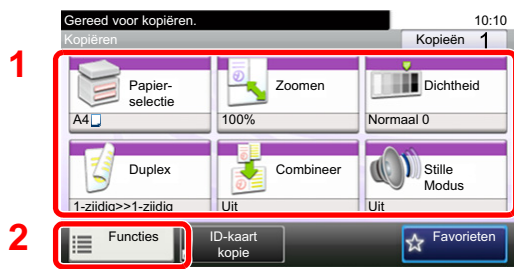 Gereed voor kopiëren. 10:10
Kopiëren Kopieën 1
1
Papier-
selectie
A4
Zoomen
100%
Dichtheid
Normaal 0
Duplex
1-zijdig>>1-zijdig
Combineer
Uit
Stille
Modus
Uit
2
Functies
ID-kaart
kopie
Favorieten